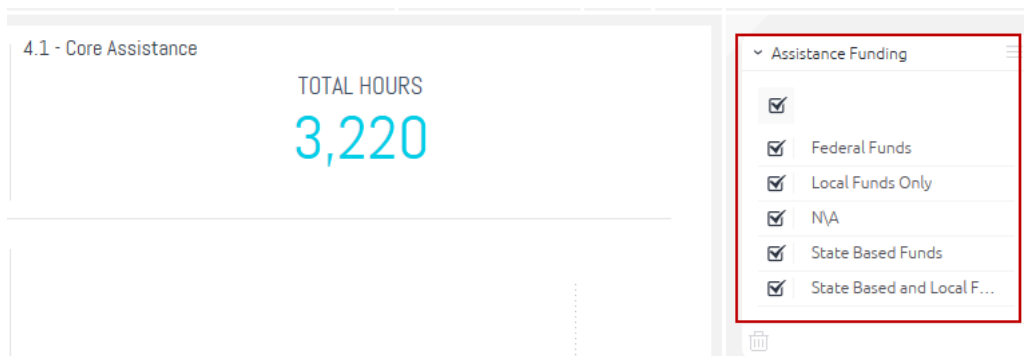 4.1 - Core Assistance
TOTAL HOURS
3,220
Assistance Funding
Federal Funds
Local Funds Only
N\A
State Based Funds
State Based and Local F...